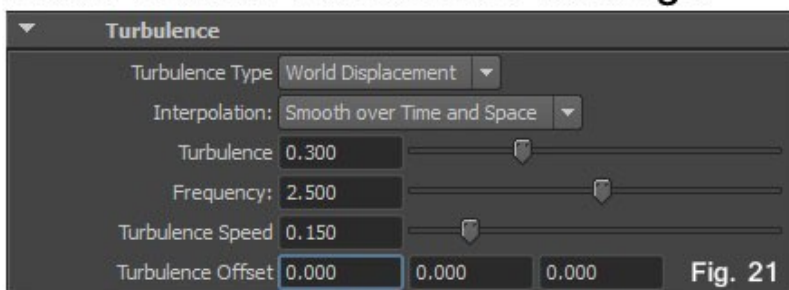 Turbulence
Turbulence Type World Displacement
Interpolation: Smooth over Time and Space
Turbulence 0.300
Frequency: 2.500
Turbulence Speed 0.150
Turbulence Offset 0.000 0.000 0.000 Fig. 21